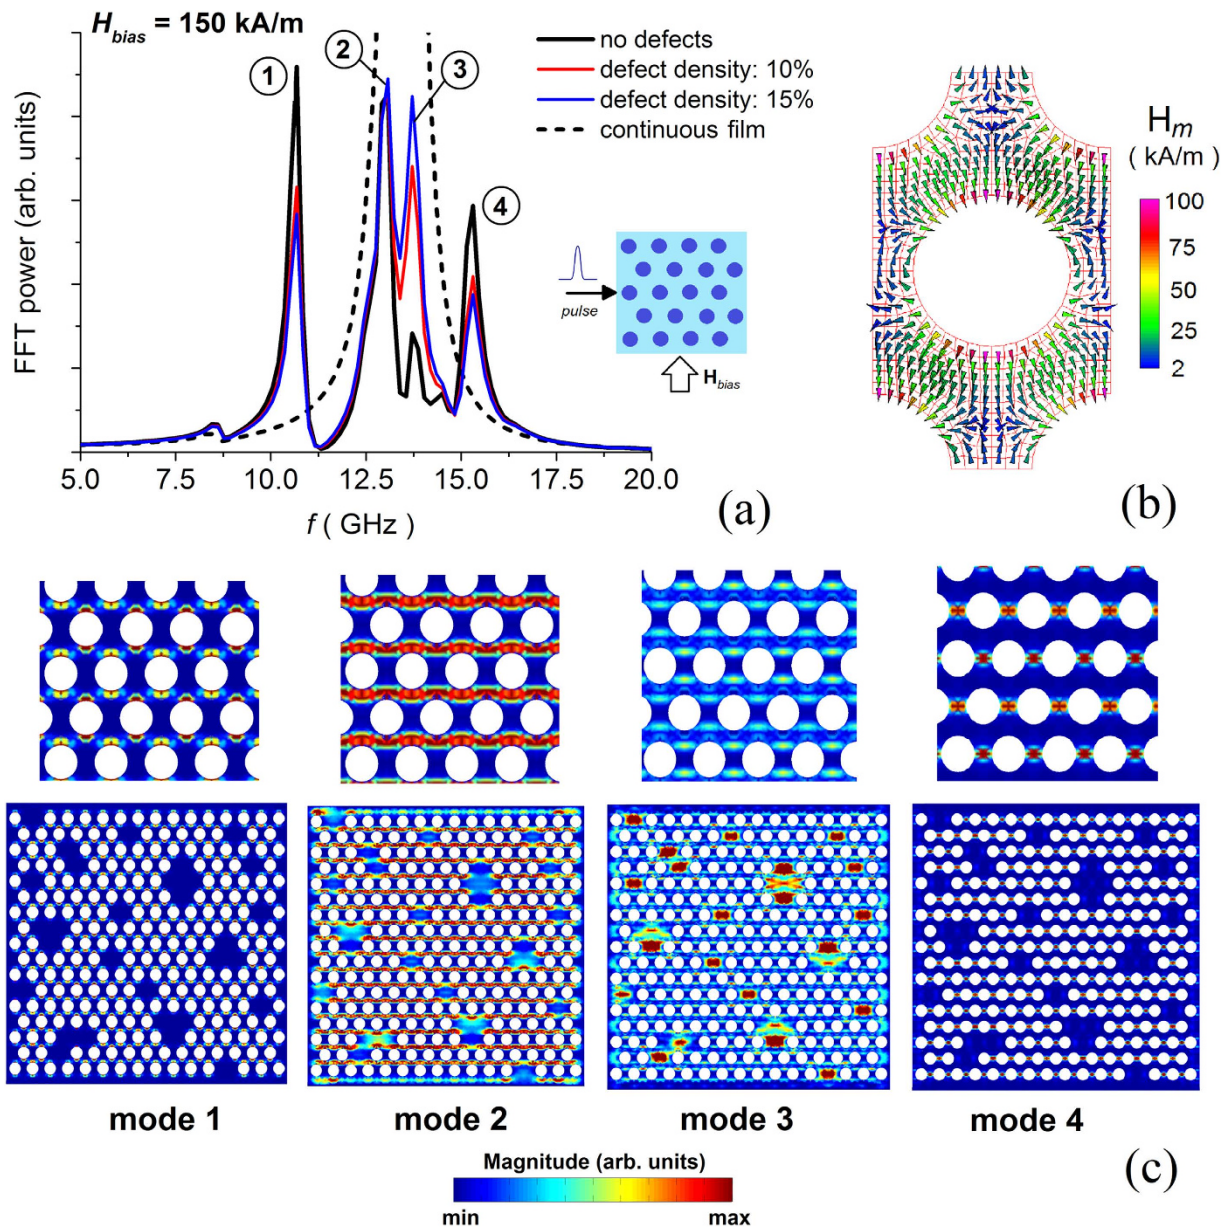 H_bias = 150 kA/m
1
2
3
4
no defects
defect density: 10%
defect density: 15%
continuous film
FFT power (arb. units)
5.0 7.5 10.0 12.5 15.0 17.5 20.0
f ( GHz )
pulse
H_bias
(a)
H_m
( kA/m )
100
75
50
25
2
(b)
mode 1 mode 2 mode 3 mode 4
Magnitude (arb. units)
min max
(c)